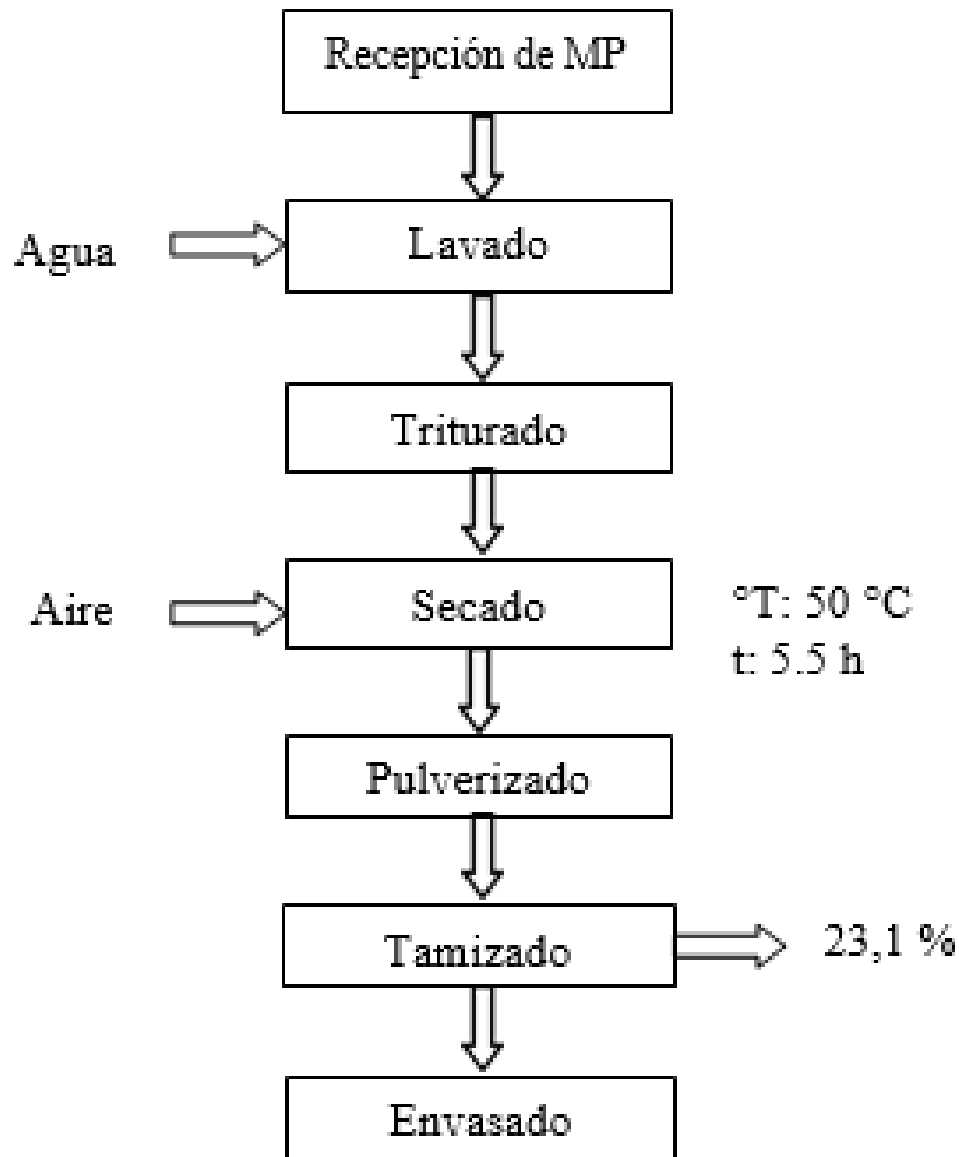 Recepción de MP
Agua
Lavado
Triturado
Aire
Secado
°T: 50 °C
t: 5.5 h
Pulverizado
Tamizado
23,1 %
Envasado